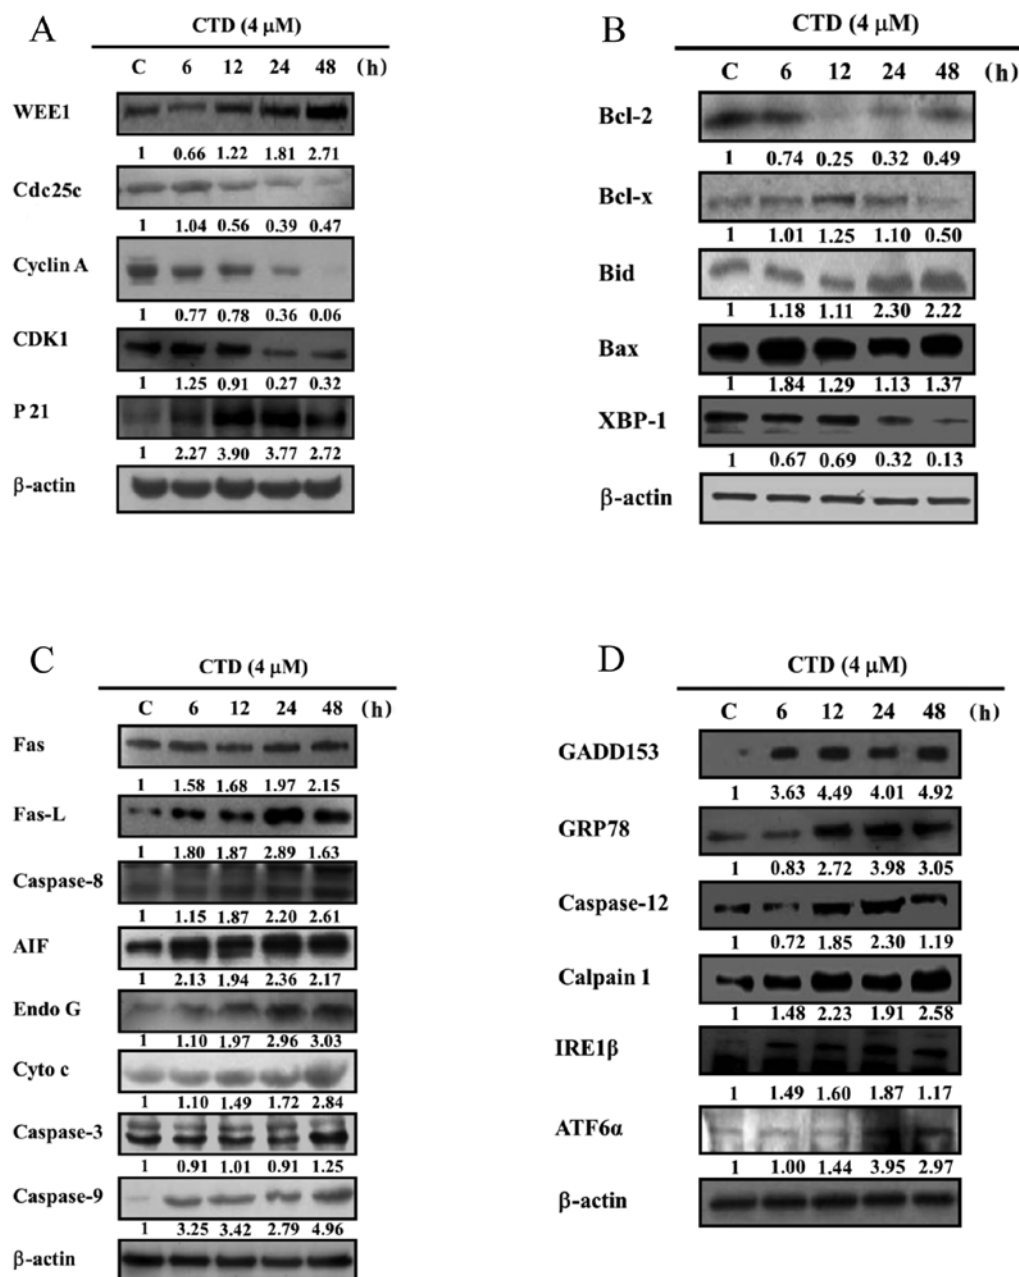 A
CTD (4 μM)
C 6 12 24 48 (h)
WEE1
1 0.66 1.22 1.81 2.71
Cdc25c
1 1.04 0.56 0.39 0.47
Cyclin A
1 0.77 0.78 0.36 0.06
CDK1
1 1.25 0.91 0.27 0.32
P 21
1 2.27 3.90 3.77 2.72
β-actin
B
CTD (4 μM)
C 6 12 24 48 (h)
Bcl-2
1 0.74 0.25 0.32 0.49
Bcl-x
1 1.01 1.25 1.10 0.50
Bid
1 1.18 1.11 2.30 2.22
Bax
1 1.84 1.29 1.13 1.37
XBP-1
1 0.67 0.69 0.32 0.13
β-actin
C
CTD (4 μM)
C 6 12 24 48 (h)
Fas
1 1.58 1.68 1.97 2.15
Fas-L
1 1.80 1.87 2.89 1.63
Caspase-8
1 1.15 1.87 2.20 2.61
AIF
1 2.13 1.94 2.36 2.17
Endo G
1 1.10 1.97 2.96 3.03
Cyto c
1 1.10 1.49 1.72 2.84
Caspase-3
1 0.91 1.01 0.91 1.25
Caspase-9
1 3.25 3.42 2.79 4.96
β-actin
D
CTD (4 μM)
C 6 12 24 48 (h)
GADD153
1 3.63 4.49 4.01 4.92
GRP78
1 0.83 2.72 3.98 3.05
Caspase-12
1 0.72 1.85 2.30 1.19
Calpain 1
1 1.48 2.23 1.91 2.58
IRE1β
1 1.49 1.60 1.87 1.17
ATF6α
1 1.00 1.44 3.95 2.97
β-actin